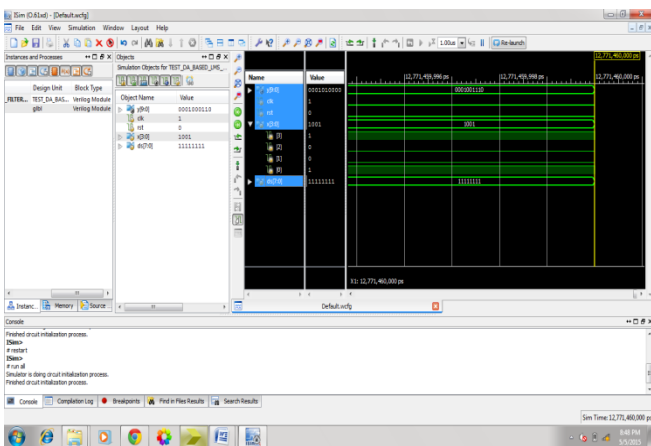 ISim (O.61xd) - [Default.wcfg]
File Edit View Simulation Window Layout Help
1.00us Re-launch
Instances and Processes
Design Unit Block Type
_FILTER... TEST_DA_BAS... Verilog Module
glbl Verilog Module
Instanc... Memory Source
Objects
Simulation Objects for TEST_DA_BASED_LMS_...
Object Name Value
y[9:0] 0001000110
clk 1
rst 0
x[3:0] 1001
ds[7:0] 11111111
Name Value
y[9:0] 0001010000
clk 1
rst 0
x[3:0] 1001
[3] 1
[2] 0
[1] 0
[0] 1
ds[7:0] 11111111
12,771,460,000 ps
12,771,459,996 ps 12,771,459,998 ps 12,771,460,000 ps
0001001110
1001
11111111
X1: 12,771,460,000 ps
Default.wcfg
Console
Finished circuit initialization process.
ISim>
# restart
ISim>
# run all
Simulator is doing circuit initialization process.
Finished circuit initialization process.
Console Compilation Log Breakpoints Find in Files Results Search Results
Sim Time: 12,771,460,000 ps
8:48 PM
5/5/2015